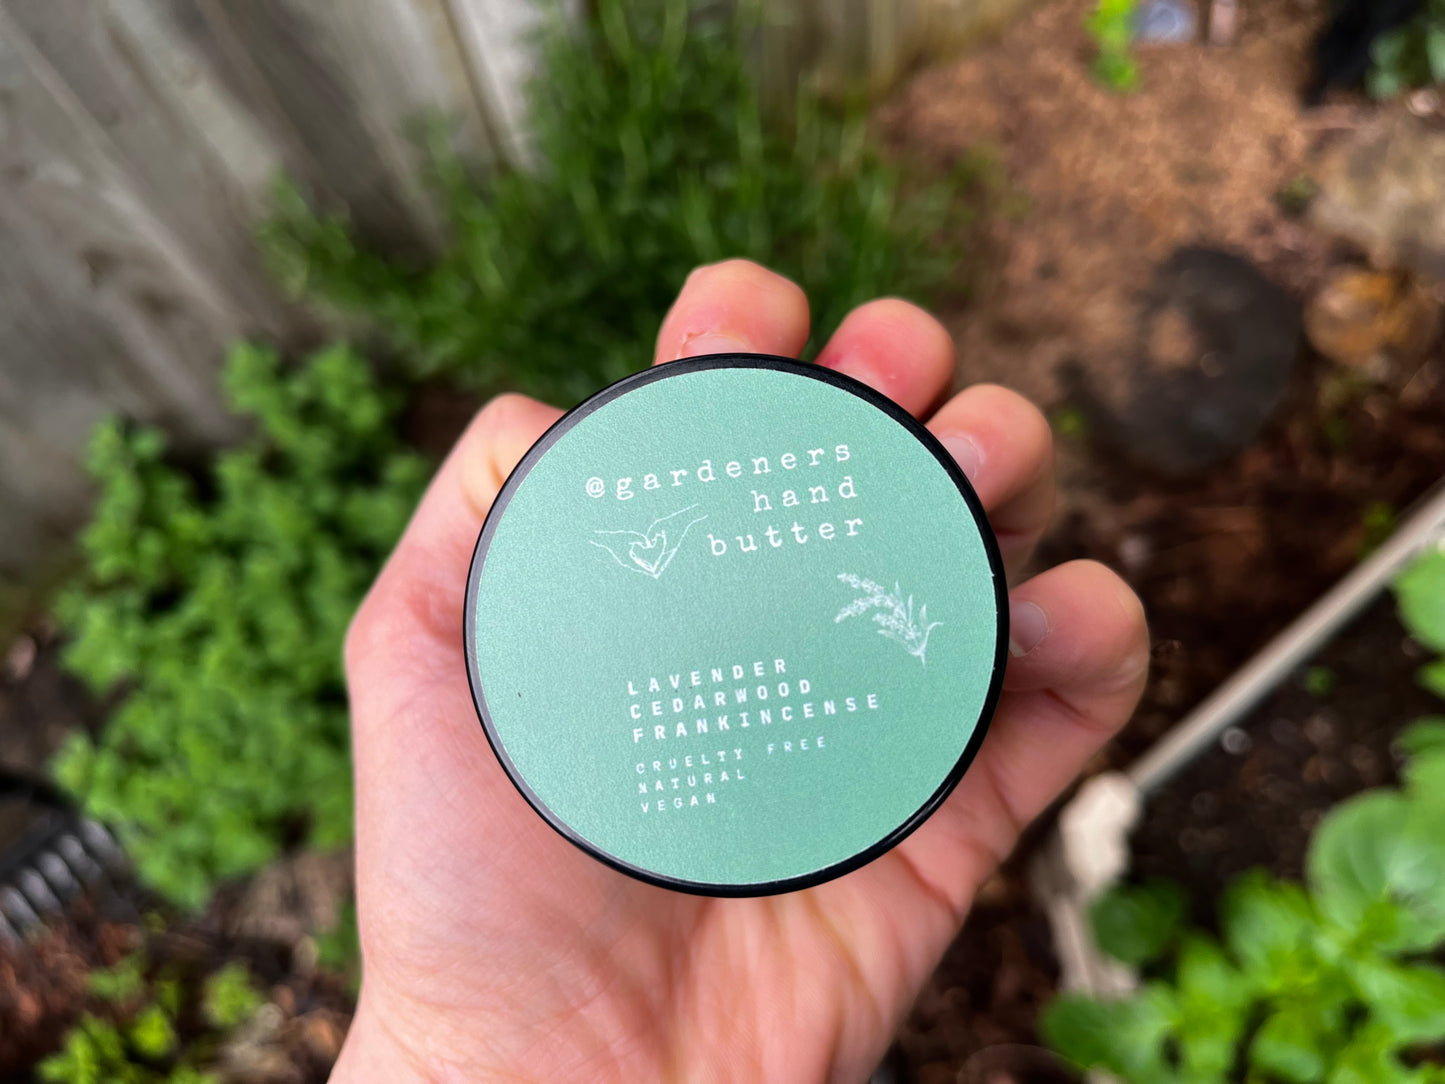 @gardeners
hand
butter
LAVENDER
CEDARWOOD
FRANKINCENSE
CRUELTY FREE
NATURAL
VEGAN